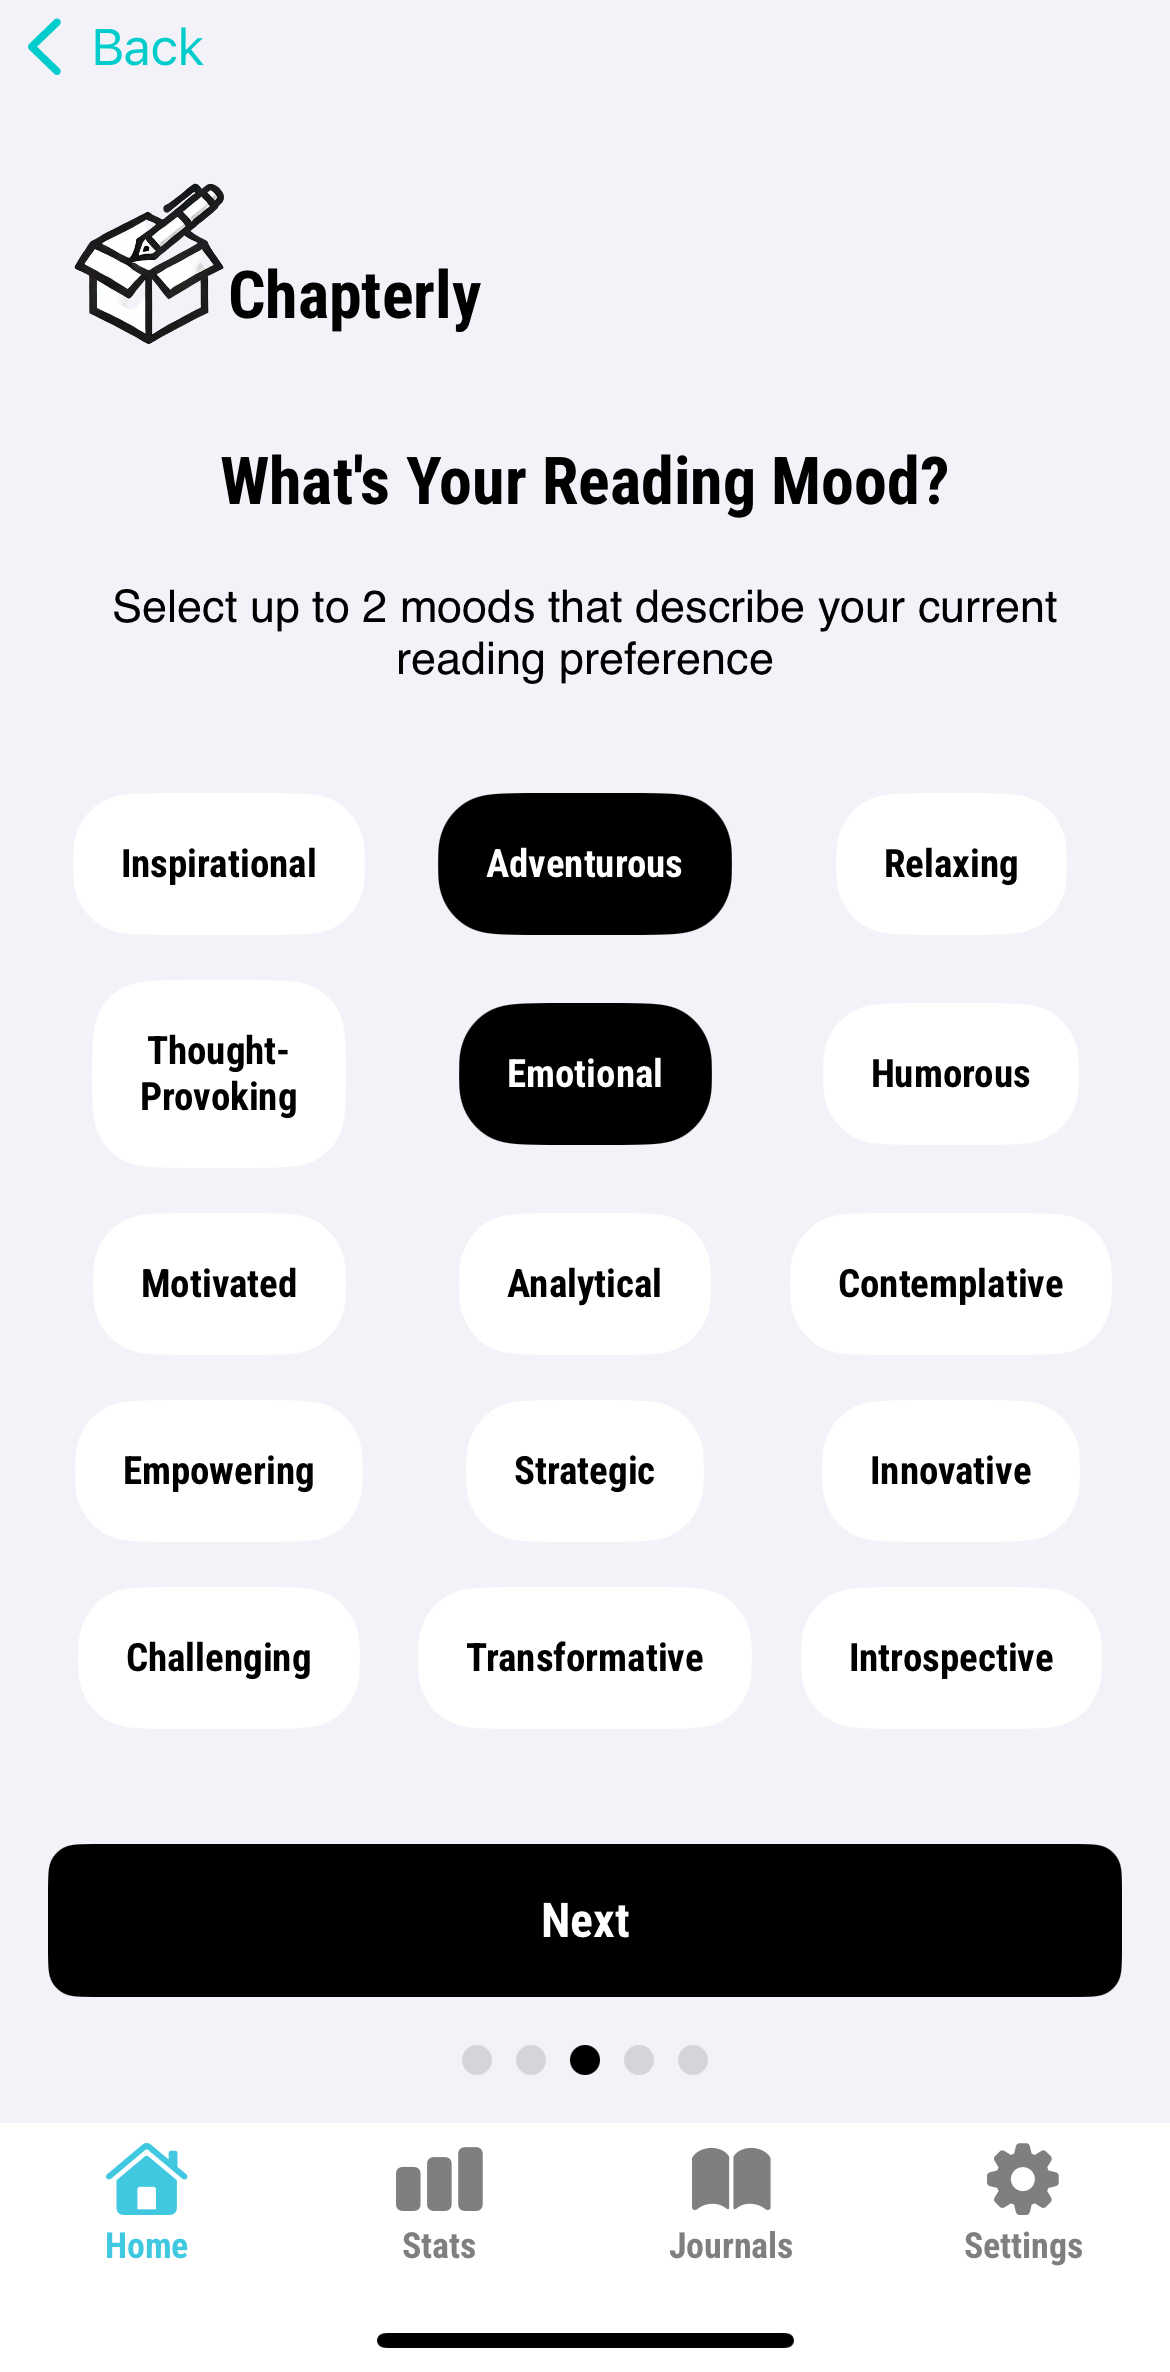 Back
Chapterly
What's Your Reading Mood?
Select up to 2 moods that describe your current
reading preference
Inspirational
Adventurous
Relaxing
Thought-
Provoking
Emotional
Humorous
Motivated
Analytical
Contemplative
Empowering
Strategic
Innovative
Challenging
Transformative
Introspective
Next
Home
Stats
Journals
Settings